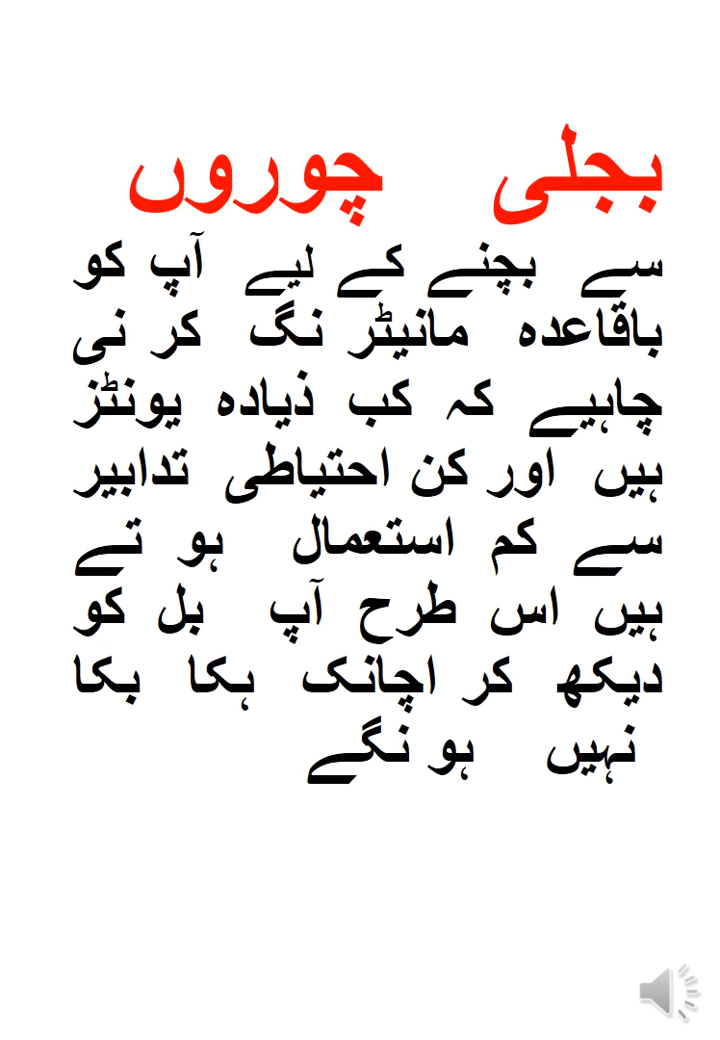 بجلی چوروں
سے بچنے کے لیے آپ کو
باقاعدہ مانیٹر نگ کر نی
چاہیے کہ کب ذیادہ یونٹز
ہیں اور کن احتیاطی تدابیر
سے کم استعمال ہو تے
ہیں اس طرح آپ بل کو
دیکھ کر اچانک ہکا بکا
نہیں ہو نگے